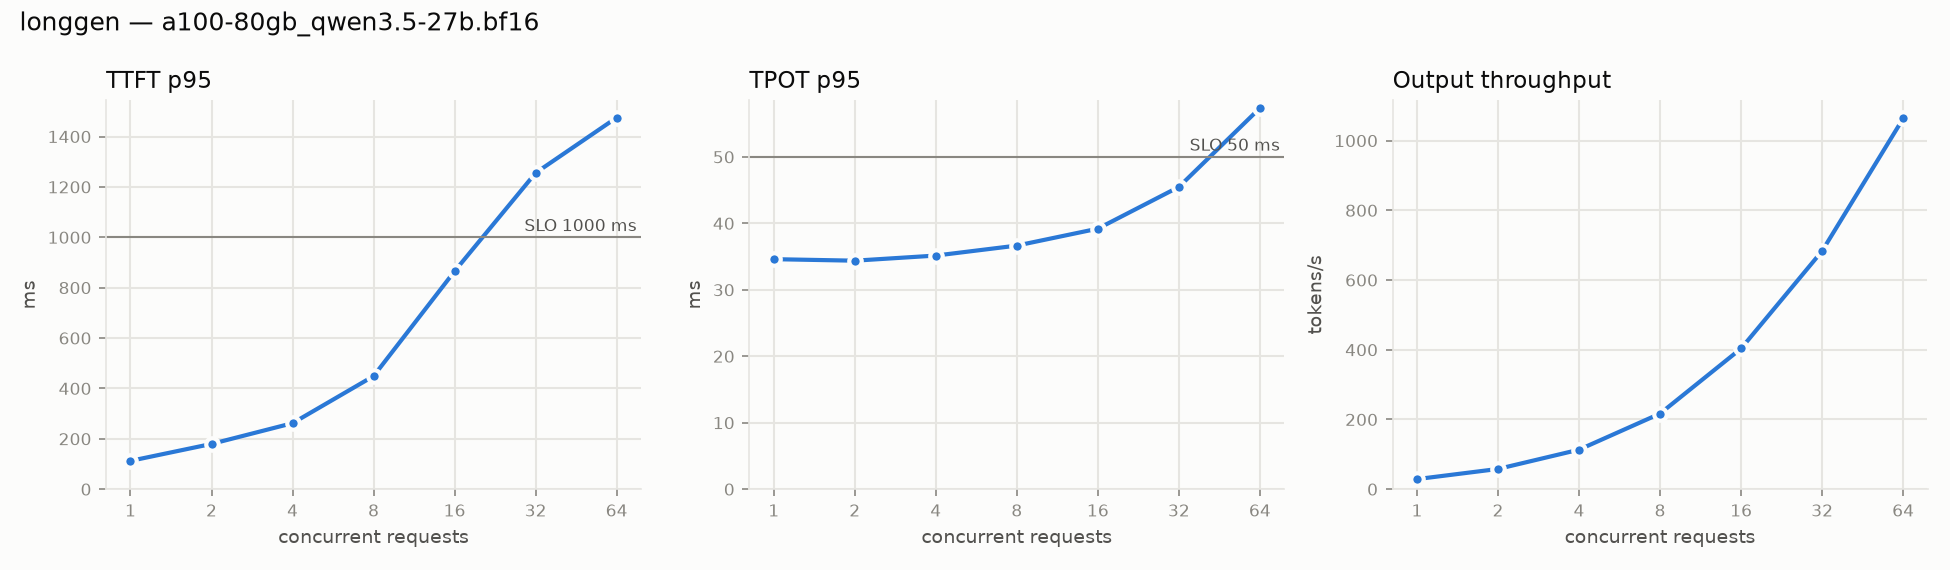 longgen — a100-80gb_qwen3.5-27b.bf16
TTFT p95
ms
1400
1200
1000
800
600
400
200
0
SLO 1000 ms
1 2 4 8 16 32 64
concurrent requests
TPOT p95
ms
50
40
30
20
10
0
SLO 50 ms
1 2 4 8 16 32 64
concurrent requests
Output throughput
tokens/s
1000
800
600
400
200
0
1 2 4 8 16 32 64
concurrent requests